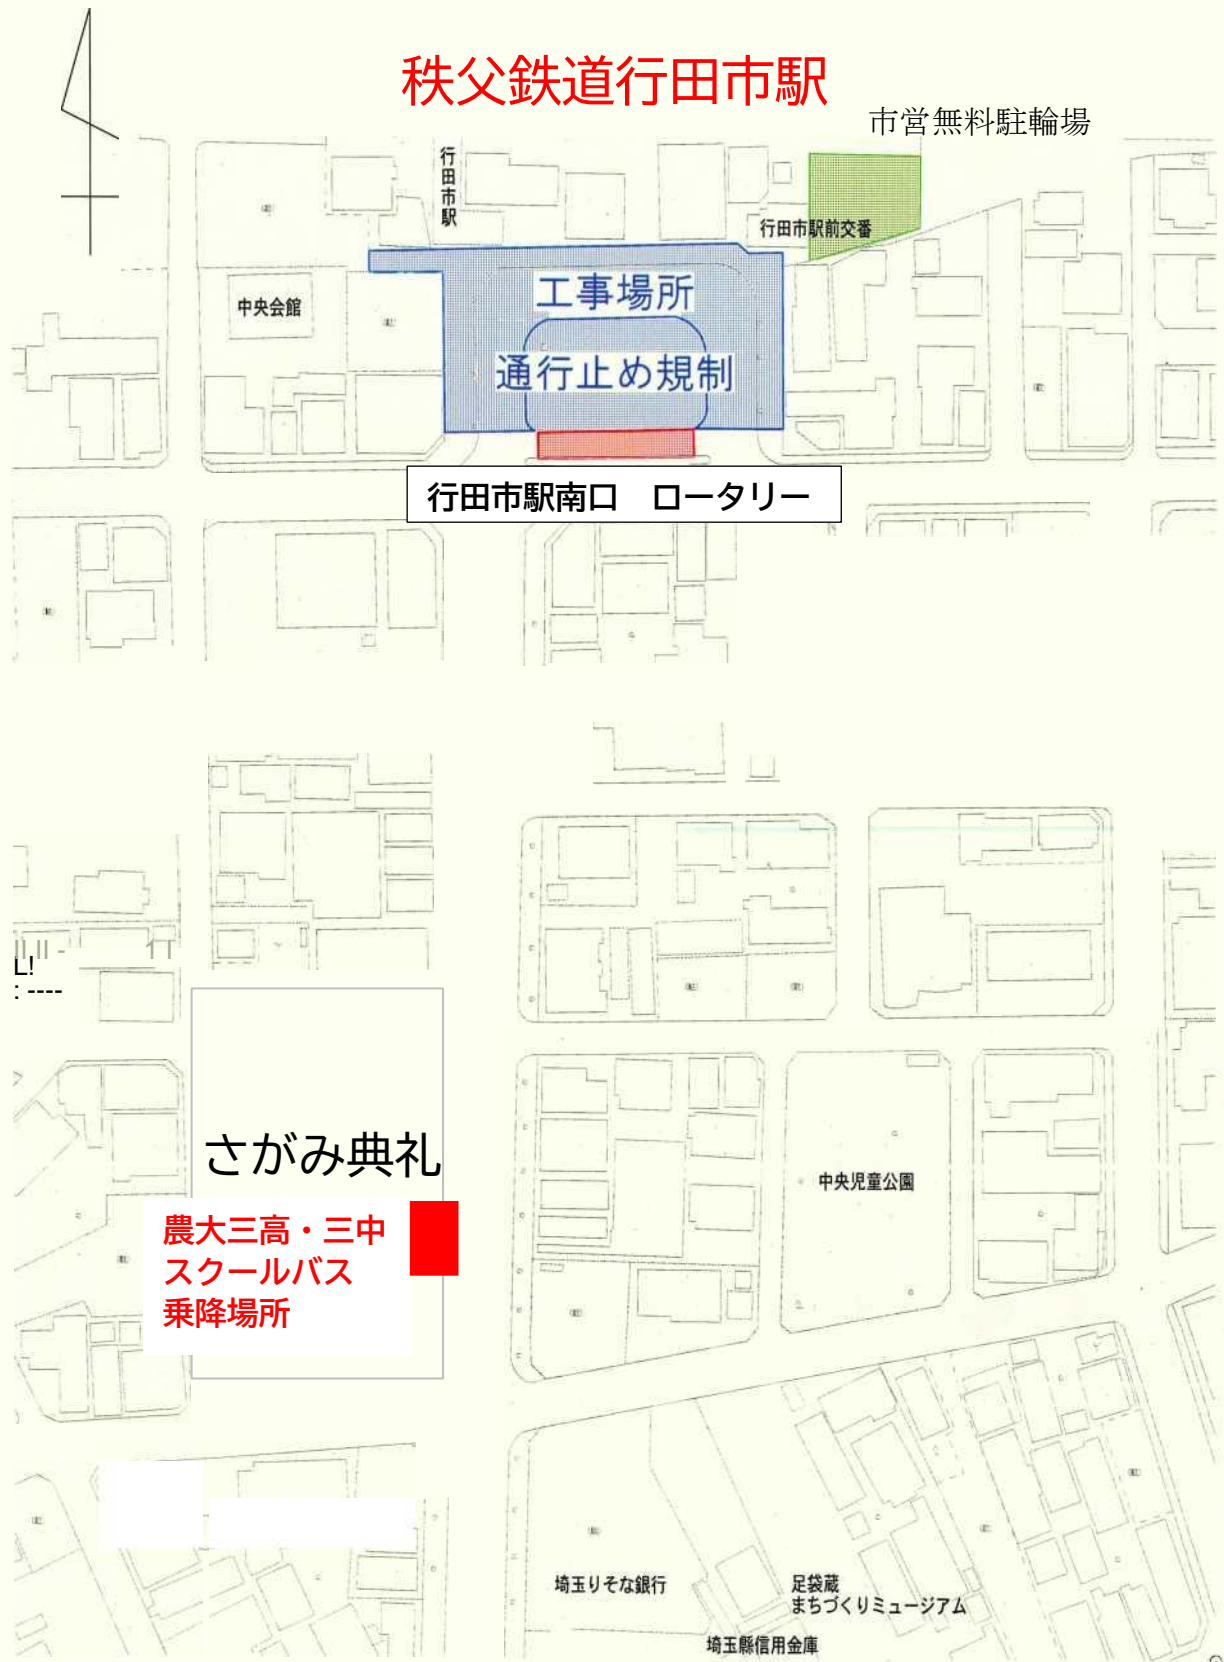 秩父鉄道行田市駅
市営無料駐輪場
行田市駅
行田市駅前交番
工事場所
中央会館
通行止め規制
行田市駅南口　ロータリー
L!
: ----
さがみ典礼
農大三高・三中
スクールバス
乗降場所
中央児童公園
埼玉りそな銀行
足袋蔵
まちづくりミュージアム
埼玉縣信用金庫